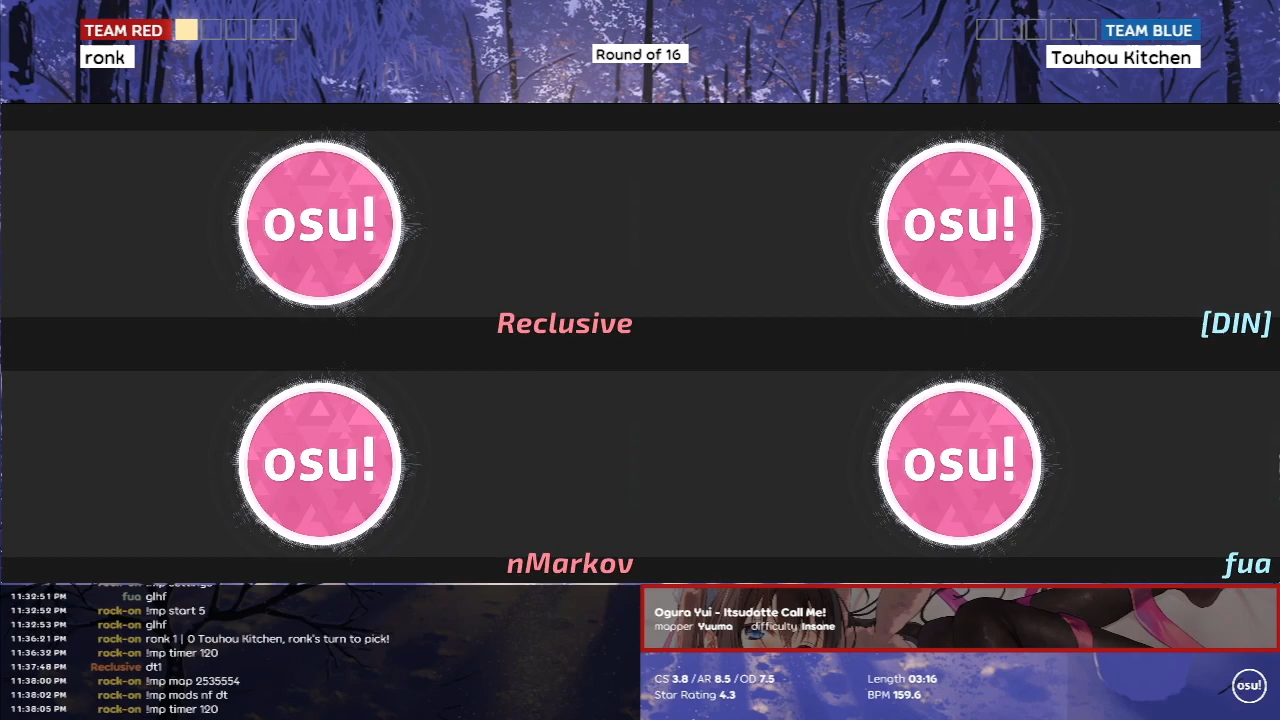 TEAM RED
ronk
Round of 16
TEAM BLUE
Touhou Kitchen
osu!
osu!
Reclusive
[DIN]
osu!
osu!
nMarkov
fua
11:32:51 PM fua glhf
11:32:52 PM rock-on !mp start 5
11:32:53 PM rock-on glhf
11:36:21 PM rock-on ronk 1 | 0 Touhou Kitchen, ronk's turn to pick!
11:36:32 PM rock-on !mp timer 120
11:37:48 PM Reclusive dt1
11:38:00 PM rock-on !mp map 2535554
11:38:02 PM rock-on !mp mods nf dt
11:38:05 PM rock-on !mp timer 120
Ogura Yui - Itsudatte Call Me!
mapper Yuuma difficulty Insane
CS 3.8 / AR 8.5 / OD 7.5
Star Rating 4.3
Length 03:16
BPM 159.6
osu!